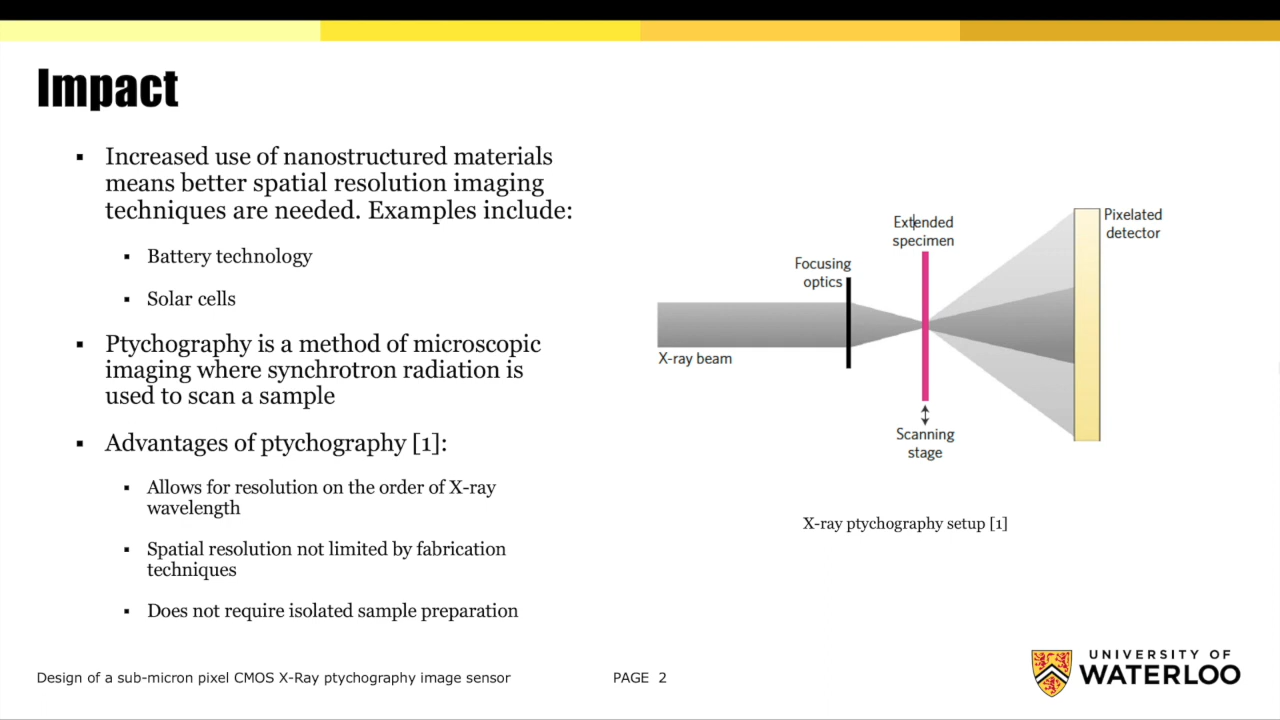 Impact
▪ Increased use of nanostructured materials
means better spatial resolution imaging
techniques are needed. Examples include:
▪ Battery technology
▪ Solar cells
▪ Ptychography is a method of microscopic
imaging where synchrotron radiation is
used to scan a sample
▪ Advantages of ptychography [1]:
▪ Allows for resolution on the order of X-ray
wavelength
▪ Spatial resolution not limited by fabrication
techniques
▪ Does not require isolated sample preparation
X-ray beam
Focusing
optics
Extended
specimen
Scanning
stage
Pixelated
detector
X-ray ptychography setup [1]
Design of a sub-micron pixel CMOS X-Ray ptychography image sensor
PAGE 2
UNIVERSITY OF
WATERLOO